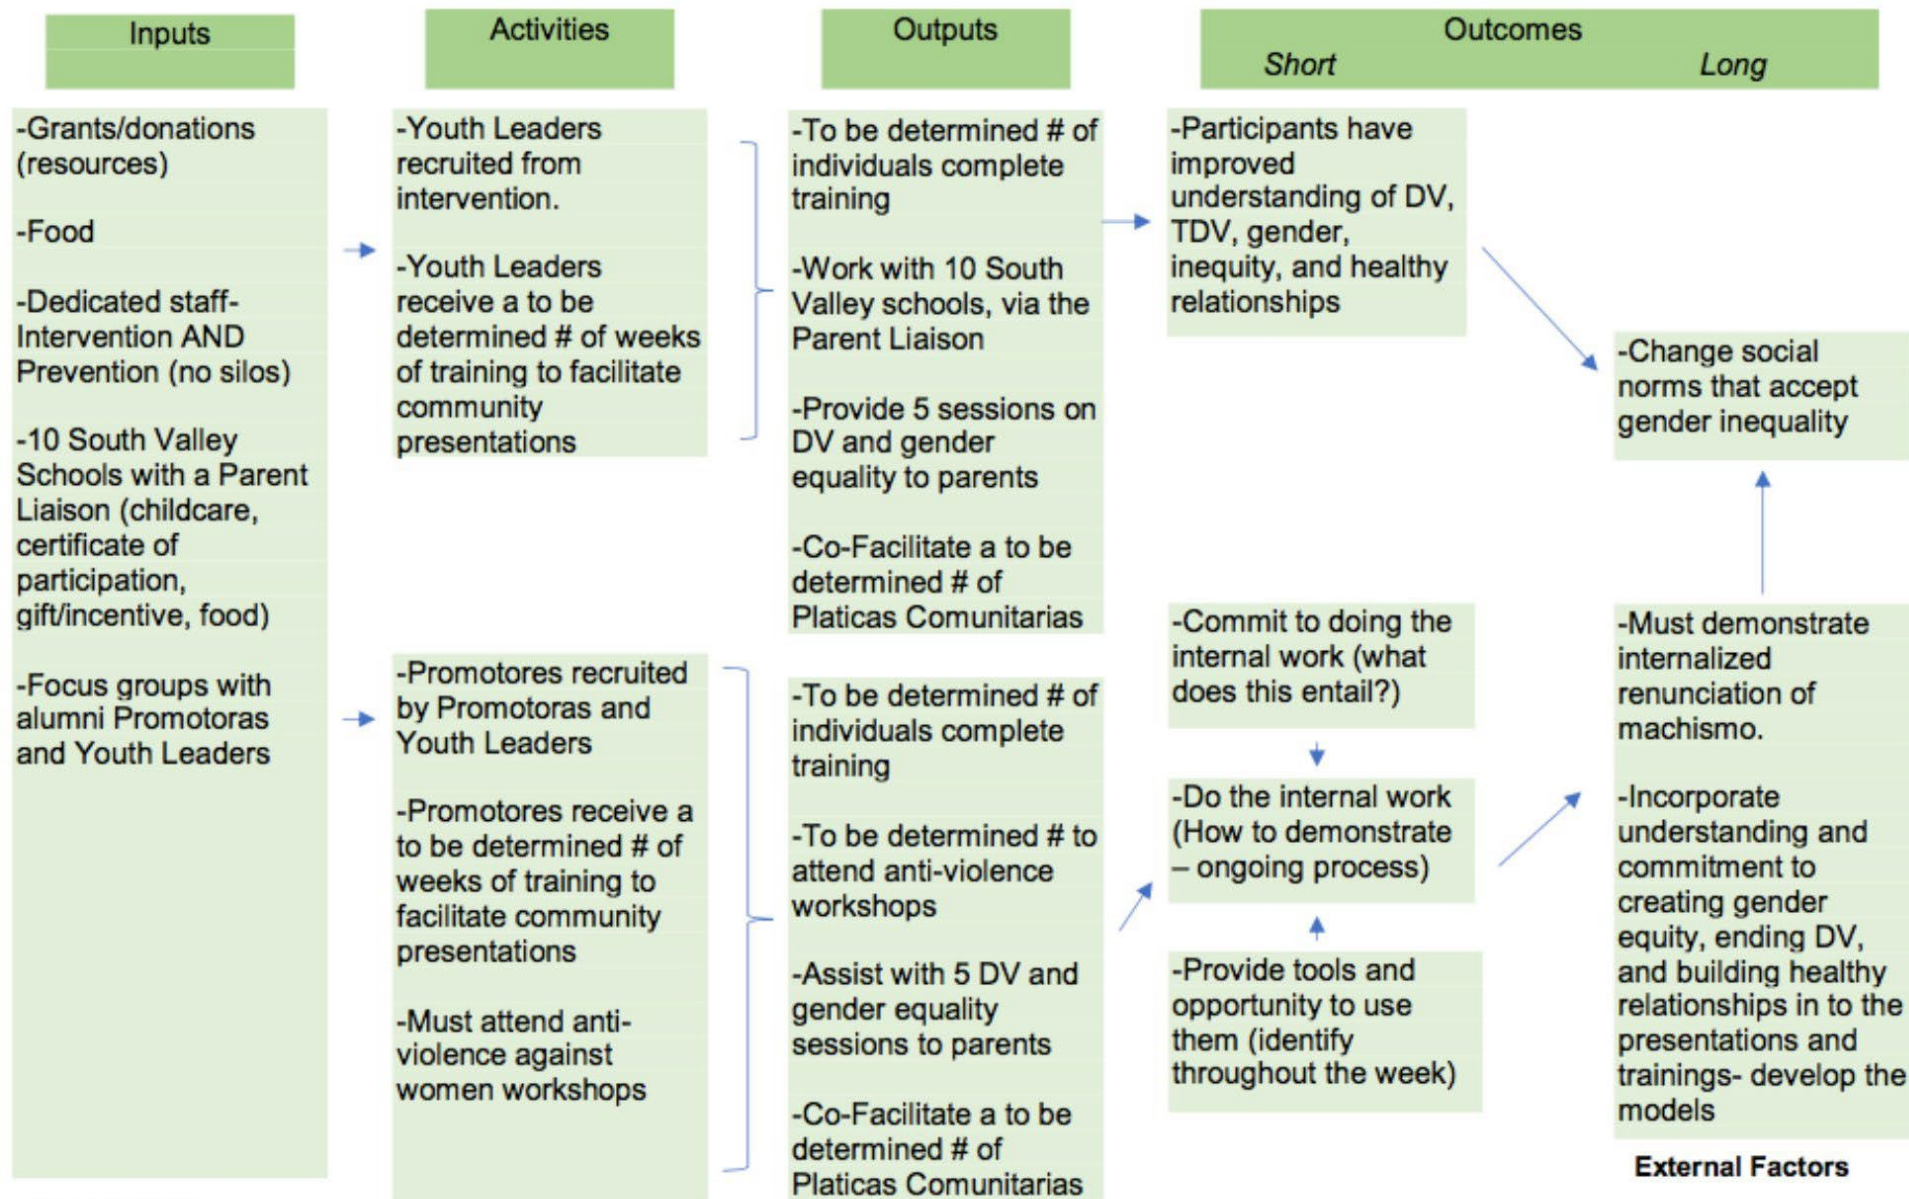 Inputs
Activities
Outputs
Outcomes
Short
Long
-Grants/donations
(resources)
-Food
-Dedicated staff-
Intervention AND
Prevention (no silos)
-10 South Valley
Schools with a Parent
Liaison (childcare,
certificate of
participation,
gift/incentive, food)
-Focus groups with
alumni Promotoras
and Youth Leaders
-Youth Leaders
recruited from
intervention.
-Youth Leaders
receive a to be
determined # of weeks
of training to facilitate
community
presentations
-Promotores recruited
by Promotoras and
Youth Leaders
-Promotores receive a
to be determined # of
weeks of training to
facilitate community
presentations
-Must attend anti-
violence against
women workshops
-To be determined # of
individuals complete
training
-Work with 10 South
Valley schools, via the
Parent Liaison
-Provide 5 sessions on
DV and gender
equality to parents
-Co-Facilitate a to be
determined # of
Platicas Comunitarias
-To be determined # of
individuals complete
training
-To be determined # to
attend anti-violence
workshops
-Assist with 5 DV and
gender equality
sessions to parents
-Co-Facilitate a to be
determined # of
Platicas Comunitarias
-Participants have
improved
understanding of DV,
TDV, gender,
inequity, and healthy
relationships
-Commit to doing the
internal work (what
does this entail?)
-Do the internal work
(How to demonstrate
– ongoing process)
-Provide tools and
opportunity to use
them (identify
throughout the week)
-Change social
norms that accept
gender inequality
-Must demonstrate
internalized
renunciation of
machismo.
-Incorporate
understanding and
commitment to
creating gender
equity, ending DV,
and building healthy
relationships in to the
presentations and
trainings- develop the
models
External Factors